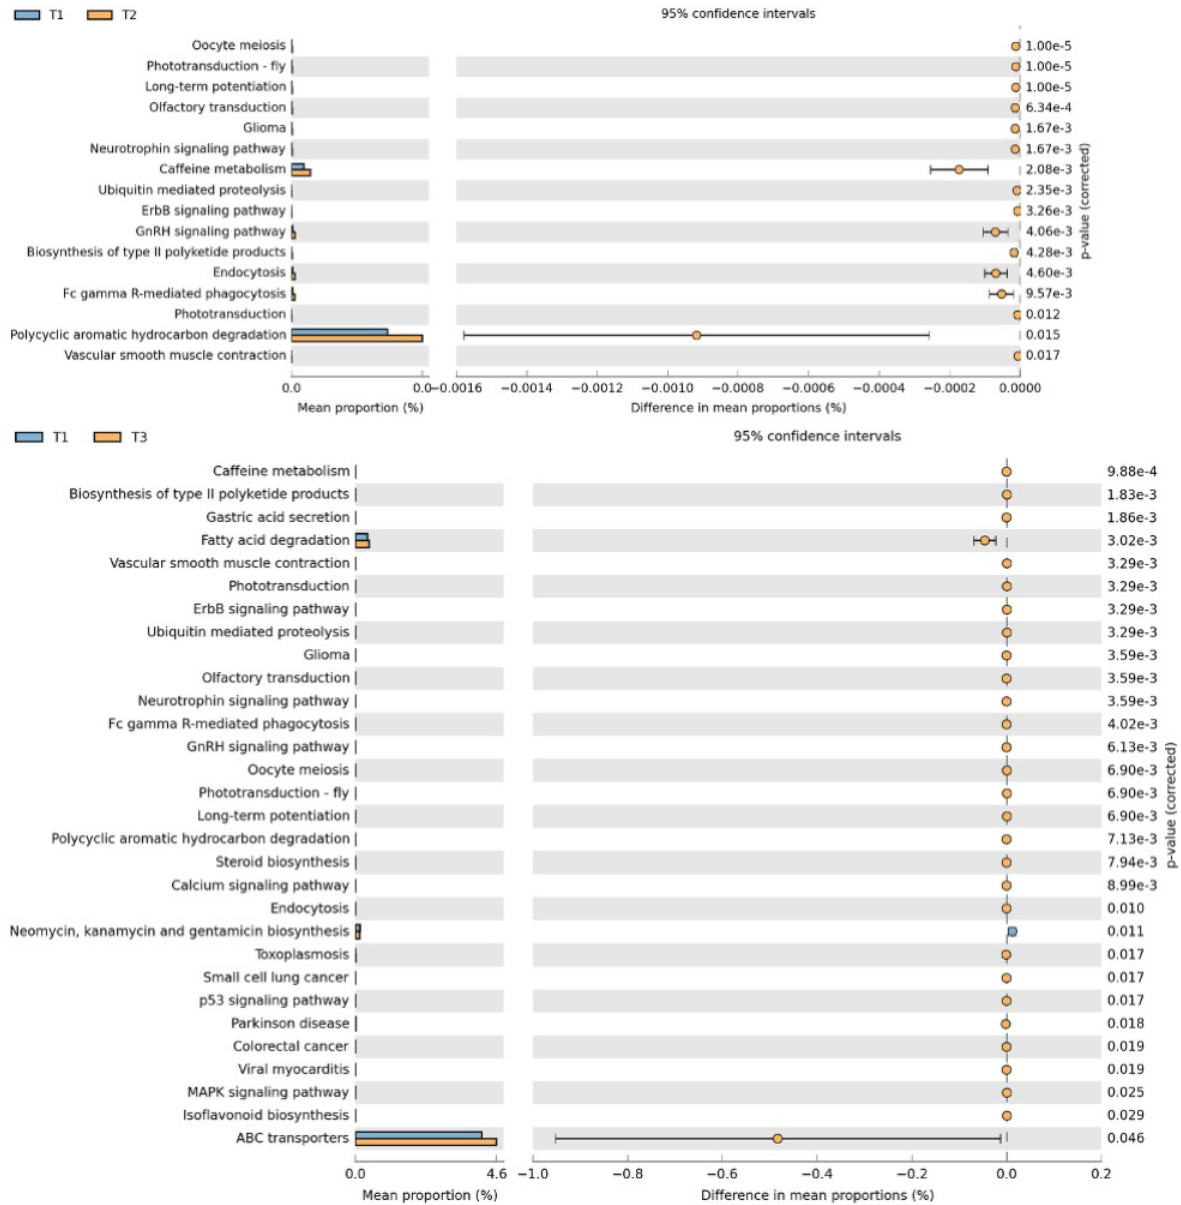 T1 T2 95% confidence intervals
Oocyte meiosis 1.00e-5
Phototransduction - fly 1.00e-5
Long-term potentiation 1.00e-5
Olfactory transduction 6.34e-4
Glioma 1.67e-3
Neurotrophin signaling pathway 1.67e-3
Caffeine metabolism 2.08e-3
Ubiquitin mediated proteolysis 2.35e-3
ErbB signaling pathway 3.26e-3
GnRH signaling pathway 4.06e-3
Biosynthesis of type II polyketide products 4.28e-3
Endocytosis 4.60e-3
Fc gamma R-mediated phagocytosis 9.57e-3
Phototransduction 0.012
Polycyclic aromatic hydrocarbon degradation 0.015
Vascular smooth muscle contraction 0.017
p-value (corrected)
0.0 0.0 −0.0016 −0.0014 −0.0012 −0.0010 −0.0008 −0.0006 −0.0004 −0.0002 0.0000
Mean proportion (%) Difference in mean proportions (%)
T1 T3 95% confidence intervals
Caffeine metabolism 9.88e-4
Biosynthesis of type II polyketide products 1.83e-3
Gastric acid secretion 1.86e-3
Fatty acid degradation 3.02e-3
Vascular smooth muscle contraction 3.29e-3
Phototransduction 3.29e-3
ErbB signaling pathway 3.29e-3
Ubiquitin mediated proteolysis 3.29e-3
Glioma 3.59e-3
Olfactory transduction 3.59e-3
Neurotrophin signaling pathway 3.59e-3
Fc gamma R-mediated phagocytosis 4.02e-3
GnRH signaling pathway 6.13e-3
Oocyte meiosis 6.90e-3
Phototransduction - fly 6.90e-3
Long-term potentiation 6.90e-3
Polycyclic aromatic hydrocarbon degradation 7.13e-3
Steroid biosynthesis 7.94e-3
Calcium signaling pathway 8.99e-3
Endocytosis 0.010
Neomycin, kanamycin and gentamicin biosynthesis 0.011
Toxoplasmosis 0.017
Small cell lung cancer 0.017
p53 signaling pathway 0.017
Parkinson disease 0.018
Colorectal cancer 0.019
Viral myocarditis 0.019
MAPK signaling pathway 0.025
Isoflavonoid biosynthesis 0.029
ABC transporters 0.046
p-value (corrected)
0.0 4.6 −1.0 −0.8 −0.6 −0.4 −0.2 0.0 0.2
Mean proportion (%) Difference in mean proportions (%)